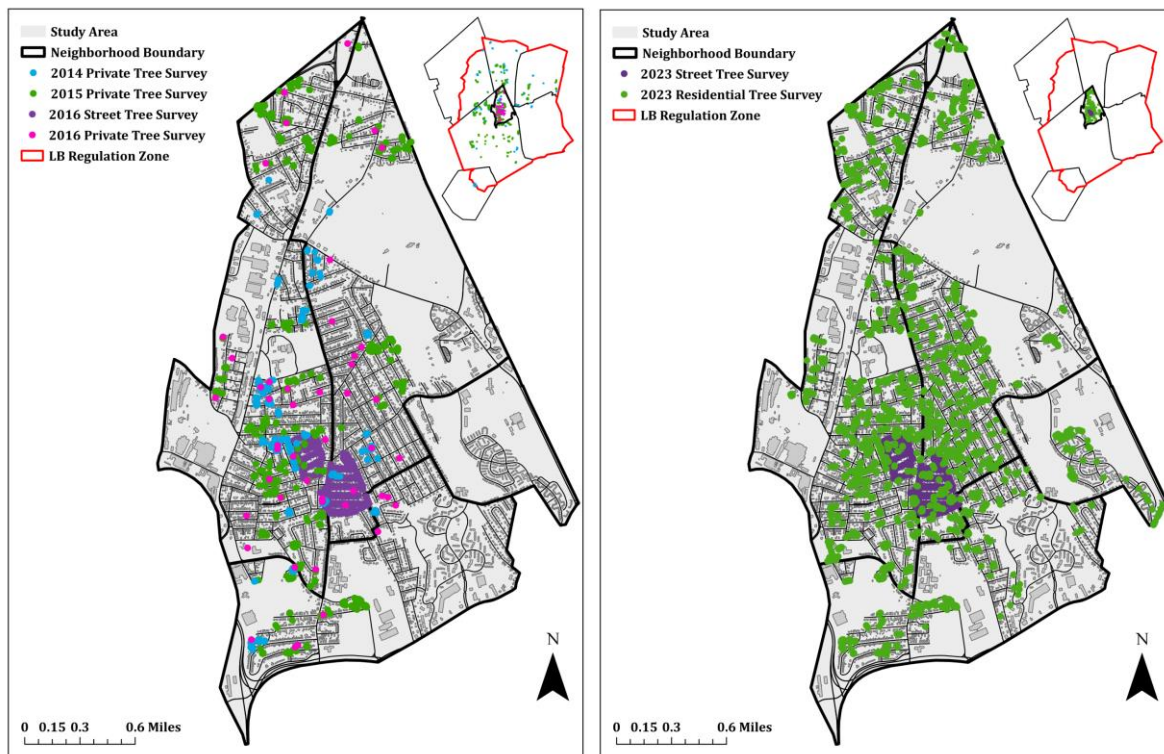 Study Area
Neighborhood Boundary
2014 Private Tree Survey
2015 Private Tree Survey
2016 Street Tree Survey
2016 Private Tree Survey
LB Regulation Zone
N
0 0.15 0.3 0.6 Miles
Study Area
Neighborhood Boundary
2023 Street Tree Survey
2023 Residential Tree Survey
LB Regulation Zone
N
0 0.15 0.3 0.6 Miles